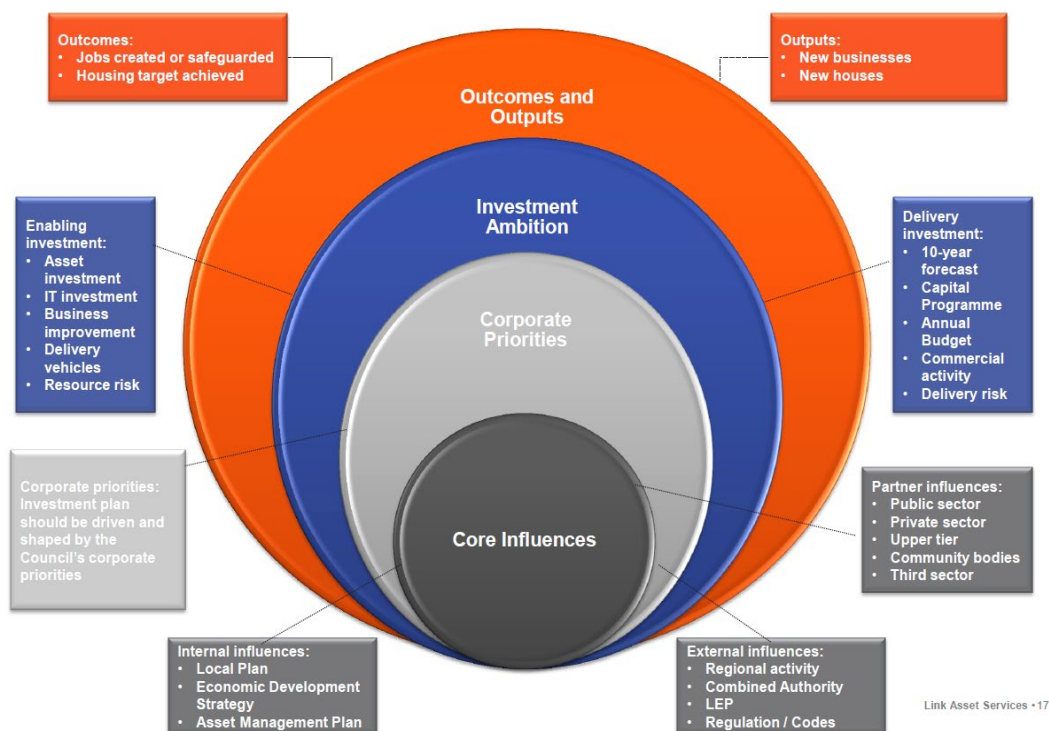 Outcomes:
• Jobs created or safeguarded
• Housing target achieved
Outputs:
• New businesses
• New houses
Outcomes and
Outputs
Enabling
investment:
• Asset
investment
• IT investment
• Business
improvement
• Delivery
vehicles
• Resource risk
Investment
Ambition
Delivery
investment:
• 10-year
forecast
• Capital
Programme
• Annual
Budget
• Commercial
activity
• Delivery risk
Corporate
Priorities
Corporate priorities:
Investment plan
should be driven and
shaped by the
Council's corporate
priorities
Core Influences
Partner influences:
• Public sector
• Private sector
• Upper tier
• Community bodies
• Third sector
Internal influences:
• Local Plan
• Economic Development
Strategy
• Asset Management Plan
External influences:
• Regional activity
• Combined Authority
• LEP
• Regulation / Codes
Link Asset Services • 17